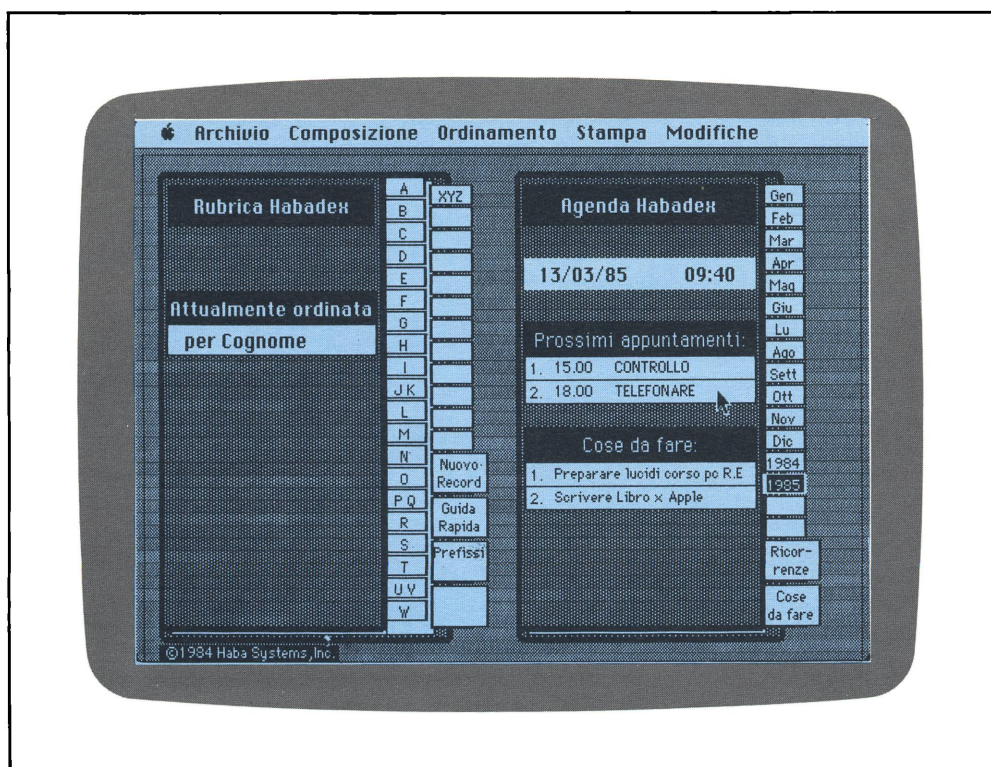 Archivio Composizione Ordinamento Stampa Modifiche
Rubrica Habadex
Attualmente ordinata
per Cognome
A
B
C
D
E
F
G
H
I
JK
L
M
N
O
PQ
R
S
T
UV
W
XYZ
Nuovo
Record
Guida
Rapida
Prefissi
Agenda Habadex
13/03/85 09:40
Prossimi appuntamenti:
1. 15.00 CONTROLLO
2. 18.00 TELEFONARE
Cose da fare:
1. Preparare lucidi corso pc R.E
2. Scrivere Libro x Apple
Gen
Feb
Mar
Apr
Mag
Giu
Lu
Ago
Sett
Ott
Nov
Dic
1984
1985
Ricor-
renze
Cose
da fare
©1984 Haba Systems, Inc.